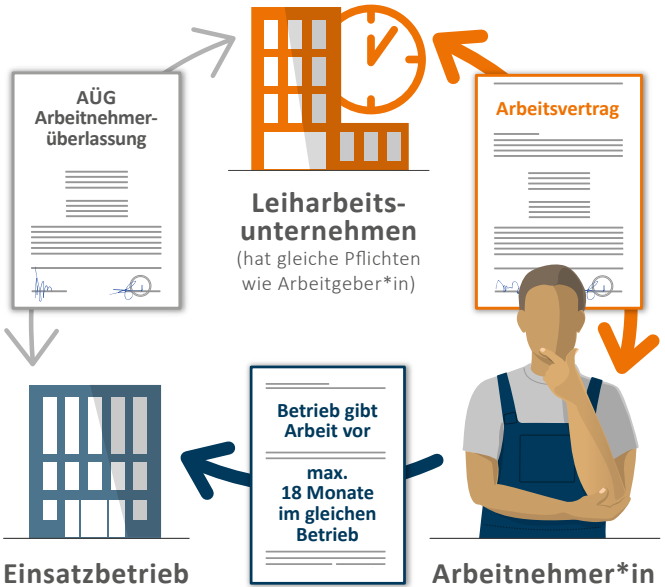 AÜG
Arbeitnehmer-
überlassung
Arbeitsvertrag
Leiharbeits-
unternehmen
(hat gleiche Pflichten
wie Arbeitgeber*in)
Betrieb gibt
Arbeit vor
max.
18 Monate
im gleichen
Betrieb
Einsatzbetrieb
Arbeitnehmer*in